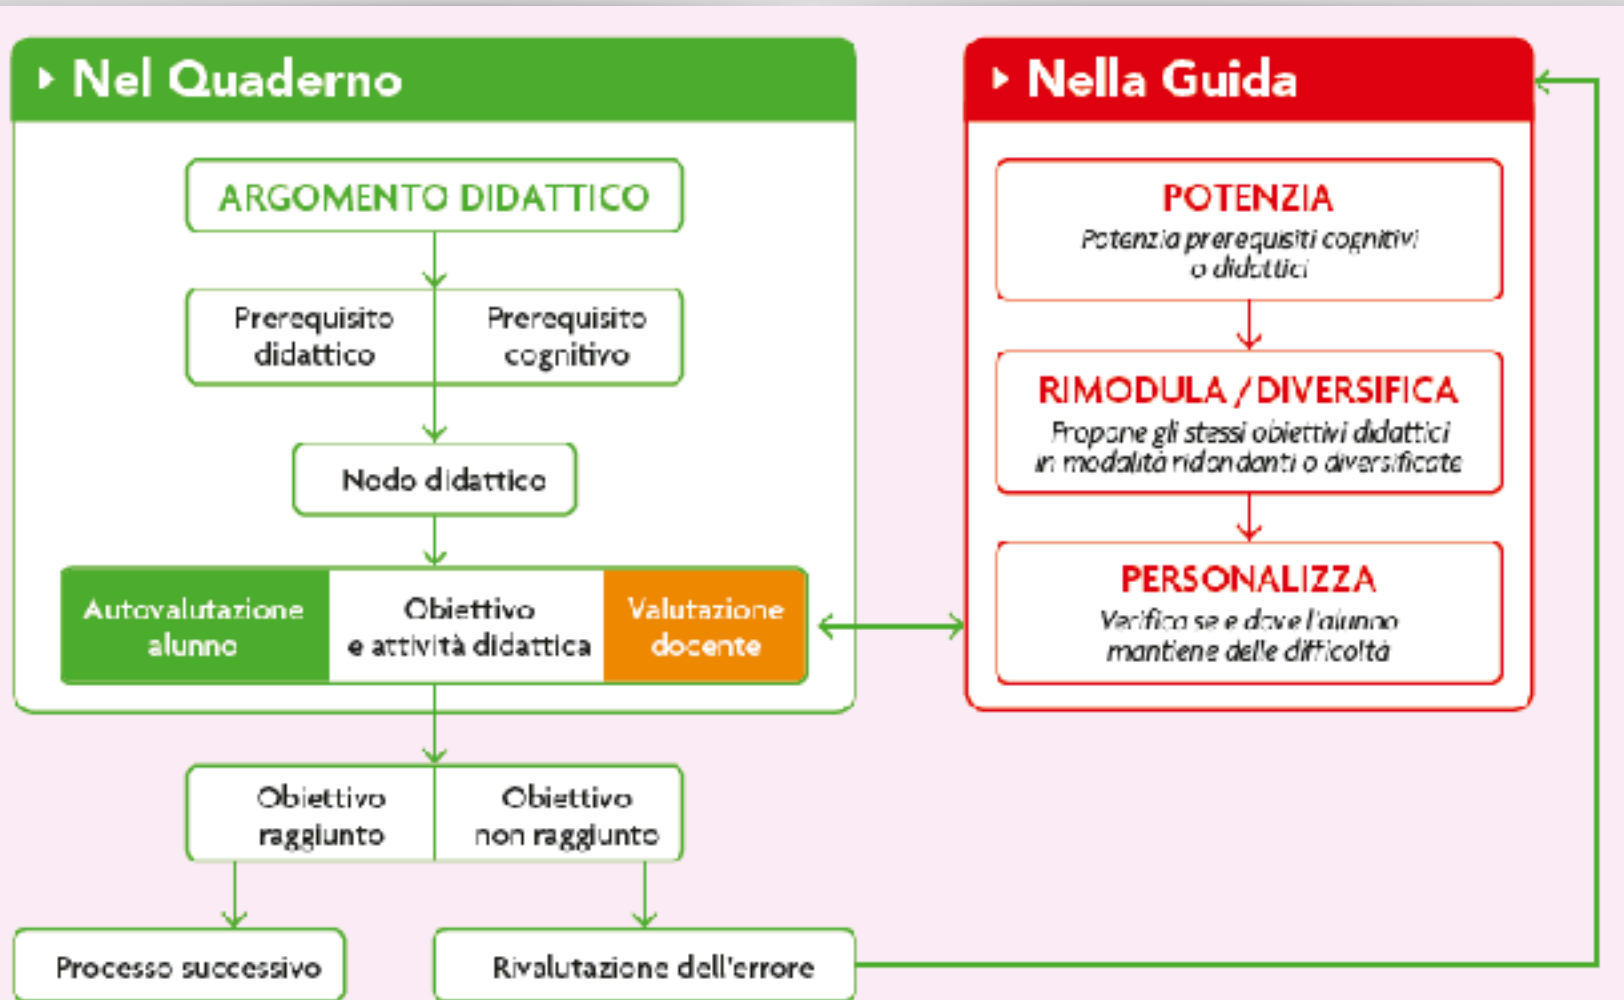 Nel Quaderno
ARGOMENTO DIDATTICO
Prerequisito
didattico
Prerequisito
cognitivo
Nodo didattico
Autovalutazione
alunno
Obiettivo
e attività didattica
Valutazione
docente
Obiettivo
raggiunto
Obiettivo
non raggiunto
Processo successivo
Rivalutazione dell'errore
Nella Guida
POTENZIA
Potenzia prerequisiti cognitivi
o didattici
RIMODULA / DIVERSIFICA
Propone gli stessi obiettivi didattici
in modalità ridondanti o diversificate
PERSONALIZZA
Verifica se e dove l'alunno
mantiene delle difficoltà